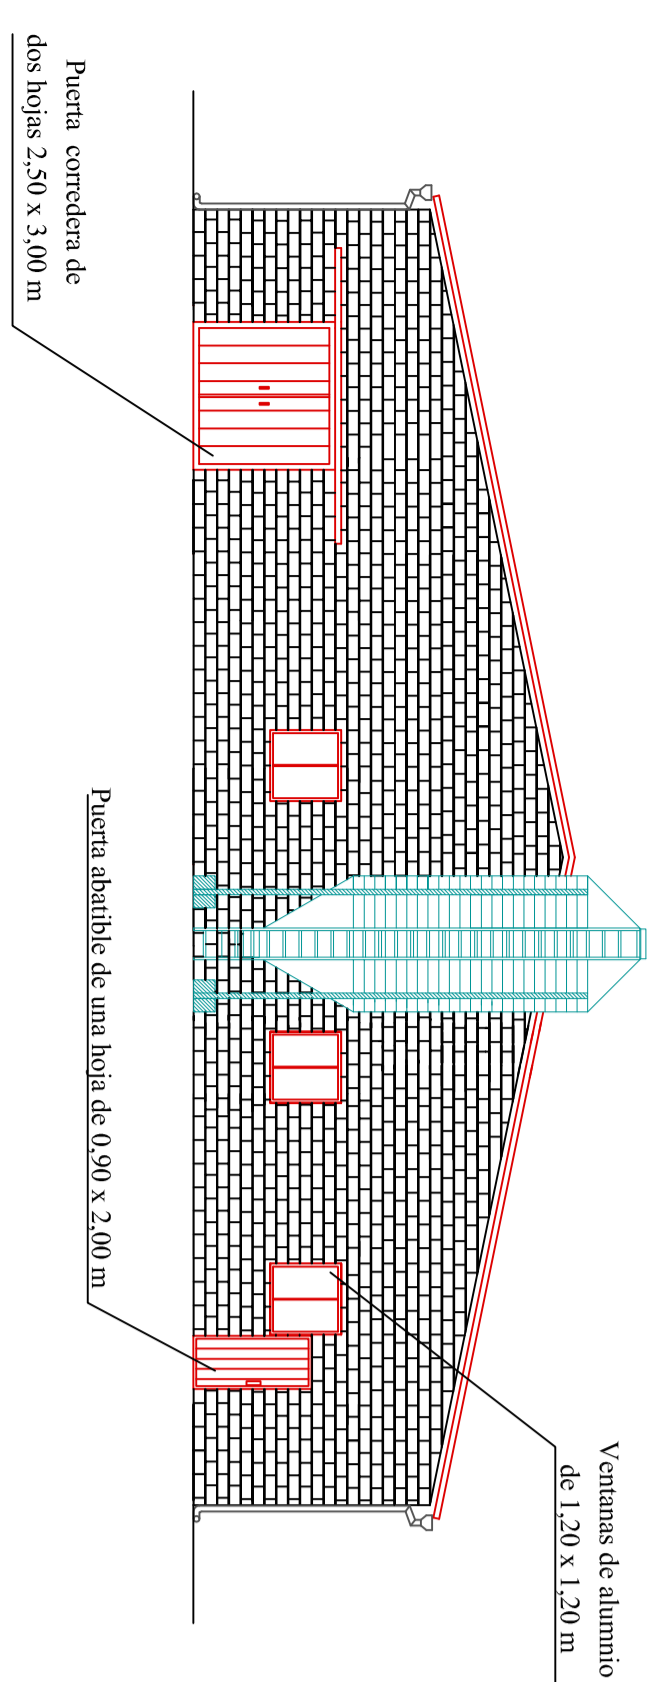 Puerta corredera de
dos hojas 2,50 x 3,00 m
Puerta abatible de una hoja de 0,90 x 2,00 m
Ventanas de alumnio
de 1,20 x 1,20 m